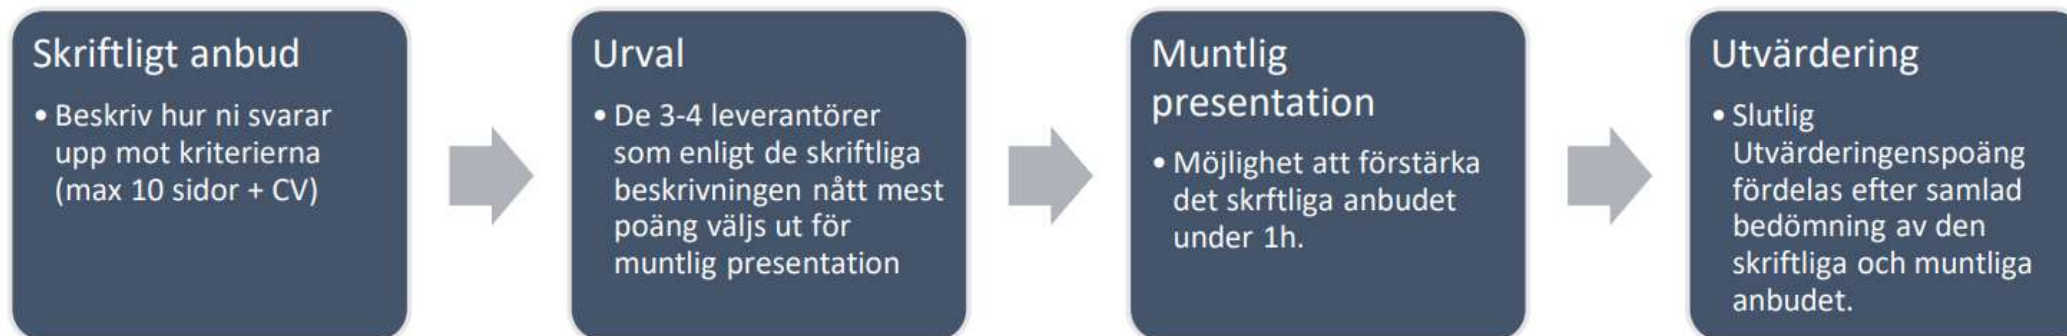 Skriftligt anbud
• Beskriv hur ni svarar
upp mot kriterierna
(max 10 sidor + CV)
Urval
• De 3-4 leverantörer
som enligt de skriftliga
beskrivningen nått mest
poäng väljs ut för
muntlig presentation
Muntlig
presentation
• Möjlighet att förstärka
det skrftliga anbudet
under 1h.
Utvärdering
• Slutlig
Utvärderingenspoäng
fördelas efter samlad
bedömning av den
skriftliga och muntliga
anbudet.